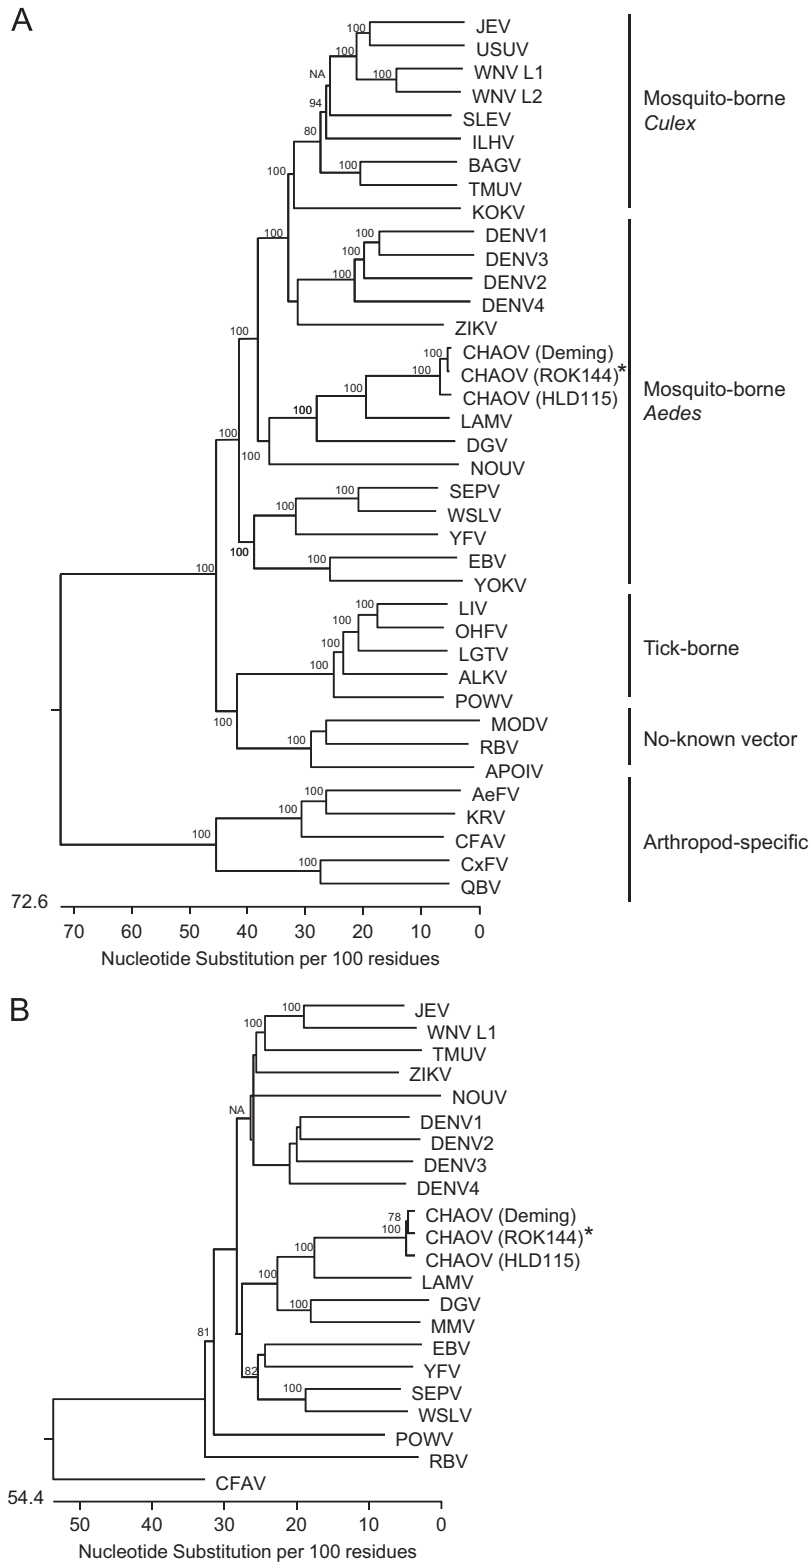 A
100
JEV
100
USUV
100
WNV L1
NA
WNV L2
94
SLEV
80
ILHV
100
BAGV
100
TMUV
KOKV
Mosquito-borne
Culex
100
100
DENV1
100
DENV3
100
DENV2
DENV4
ZIKV
100
100
CHAOV (Deming)
100
CHAOV (ROK144)*
100
CHAOV (HLD115)
100
LAMV
100
DGV
100
NOUV
100
100
SEPV
100
WSLV
YFV
100
100
EBV
YOKV
Mosquito-borne
Aedes
100
100
LIV
100
OHFV
100
LGTV
100
ALKV
POWV
Tick-borne
100
MODV
100
RBV
APOIV
No-known vector
100
AeFV
100
KRV
100
CFAV
100
CxFV
QBV
Arthropod-specific
72.6
70 60 50 40 30 20 10 0
Nucleotide Substitution per 100 residues
B
100
JEV
100
WNV L1
TMUV
ZIKV
NOUV
NA
DENV1
DENV2
DENV3
DENV4
78
CHAOV (Deming)
100
CHAOV (ROK144)*
100
CHAOV (HLD115)
100
LAMV
100
DGV
MMV
81
EBV
82
YFV
100
SEPV
WSLV
POWV
RBV
CFAV
54.4
50 40 30 20 10 0
Nucleotide Substitution per 100 residues